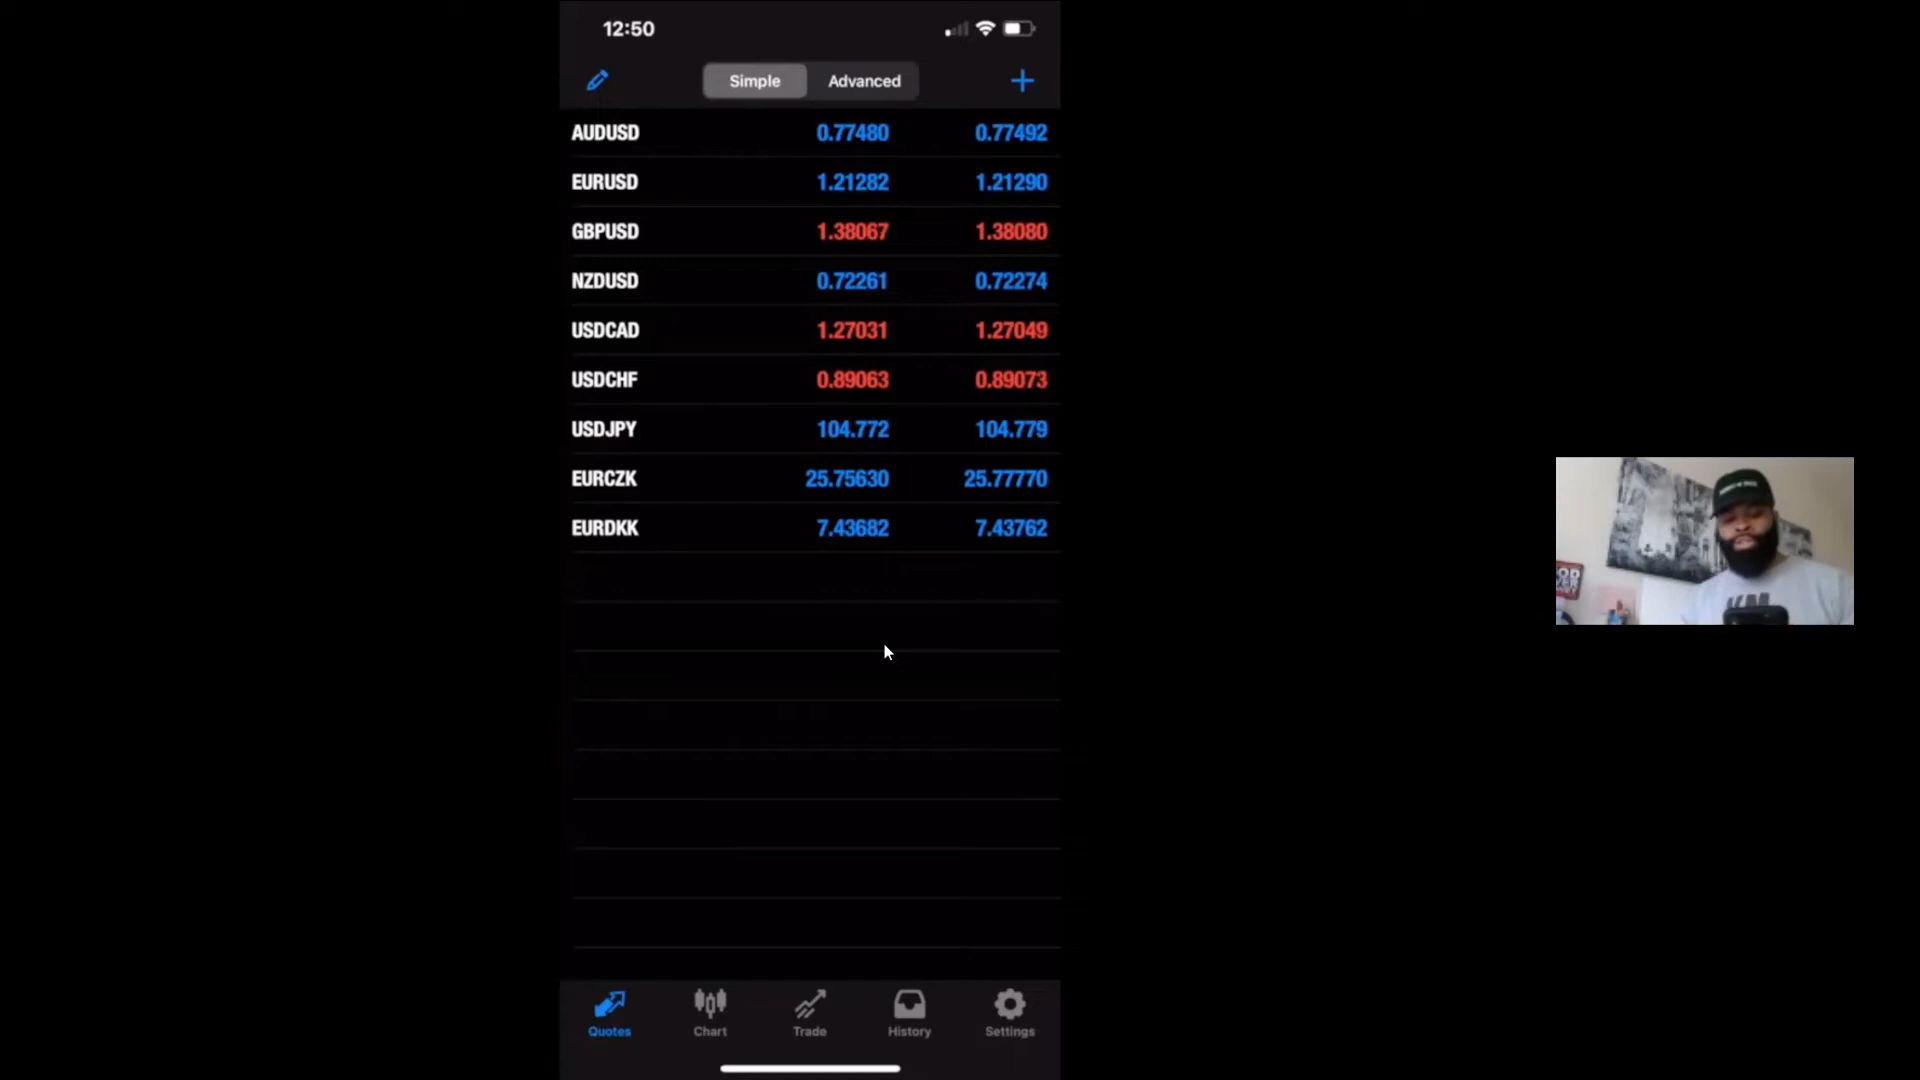 12:50
Simple Advanced
AUDUSD 0.77480 0.77492
EURUSD 1.21282 1.21290
GBPUSD 1.38067 1.38080
NZDUSD 0.72261 0.72274
USDCAD 1.27031 1.27049
USDCHF 0.89063 0.89073
USDJPY 104.772 104.779
EURCZK 25.75630 25.77770
EURDKK 7.43682 7.43762
Quotes Chart Trade History Settings